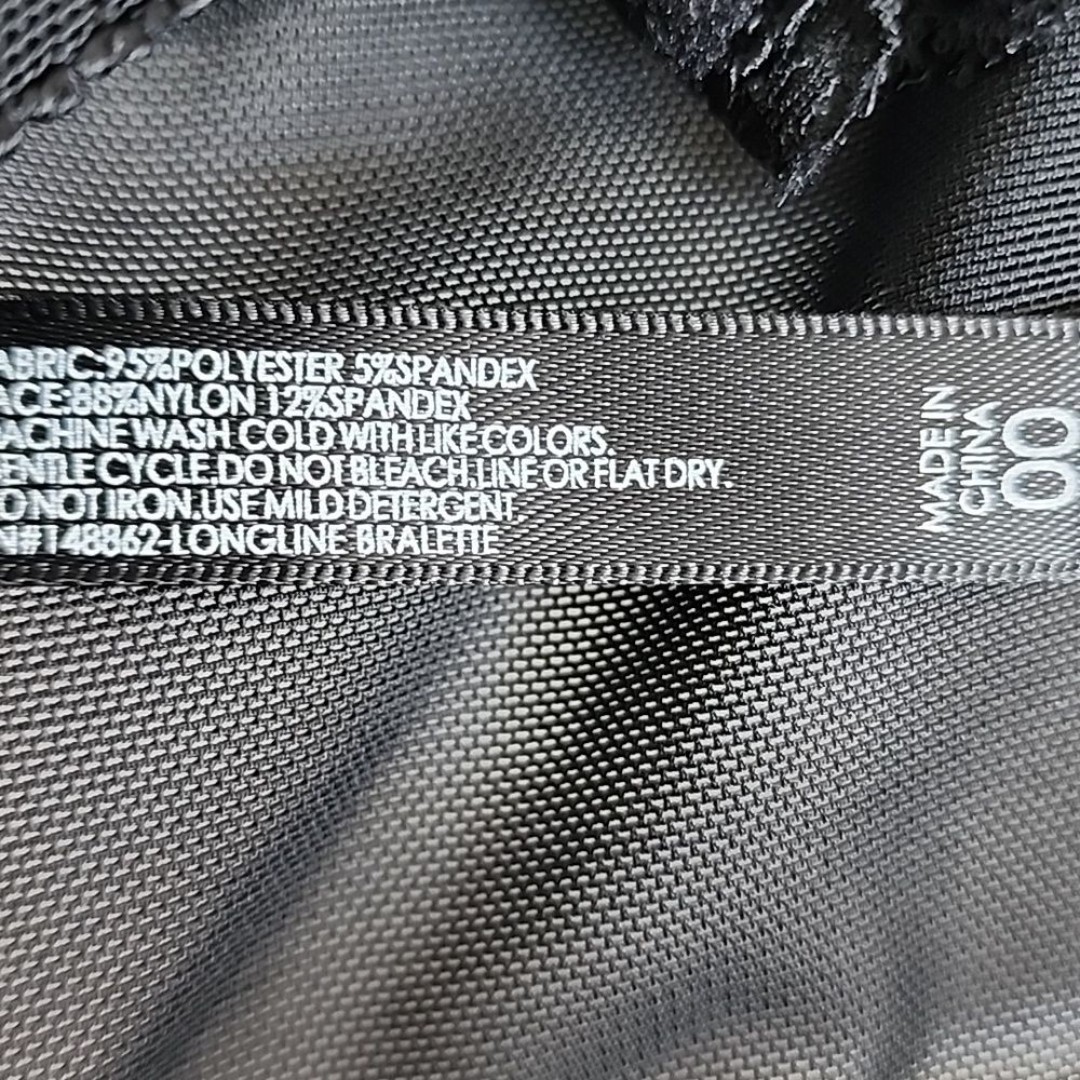 ABRIC:95%POLYESTER 5%SPANDEX
ACE:88%NYLON 12%SPANDEX
ACHINE WASH COLD WITH LIKE COLORS.
ENTLE CYCLE.DO NOT BLEACH.LINE OR FLAT DRY.
O NOT IRON.USE MILD DETERGENT.
N#148862-LONGLINE BRALETTE
MADE IN
CHINA
00